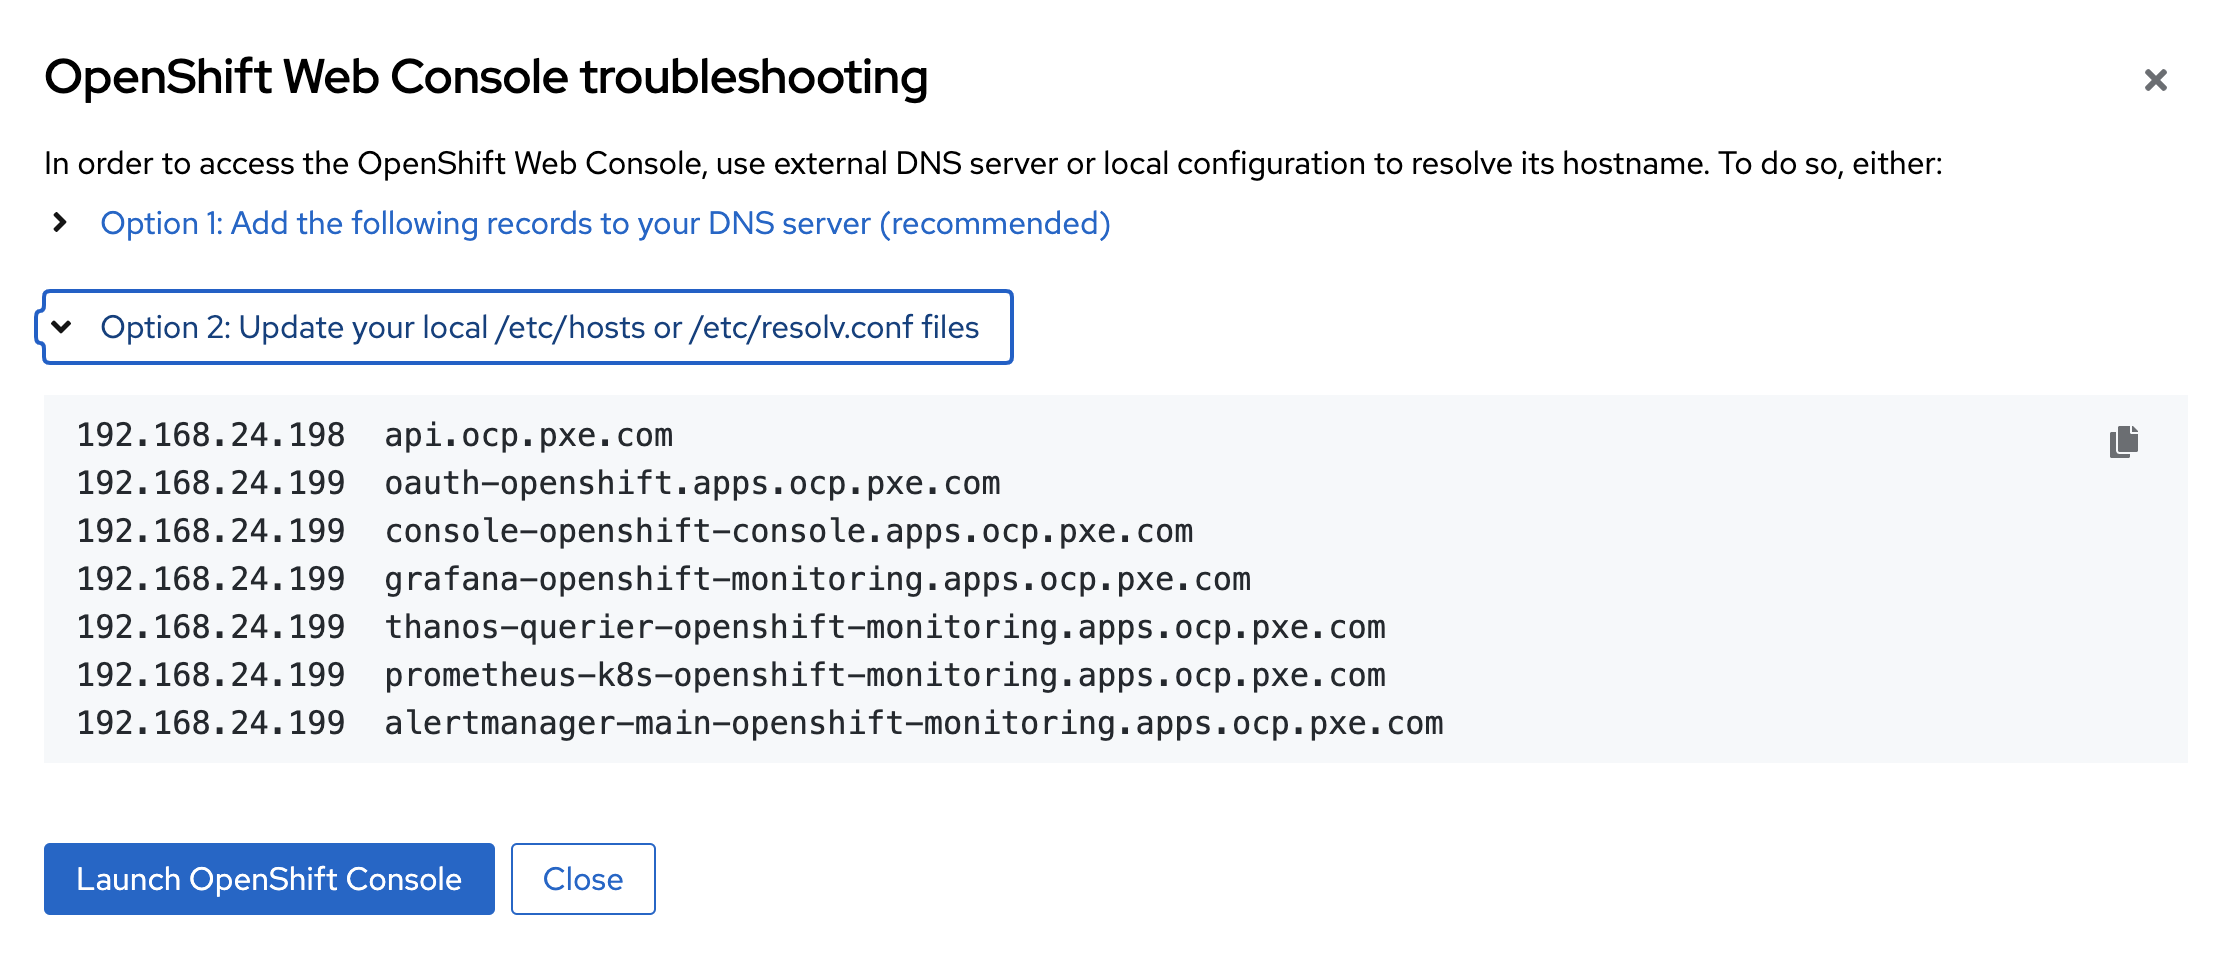 OpenShift Web Console troubleshooting
In order to access the OpenShift Web Console, use external DNS server or local configuration to resolve its hostname. To do so, either:
Option 1: Add the following records to your DNS server (recommended)
Option 2: Update your local /etc/hosts or /etc/resolv.conf files
192.168.24.198  api.ocp.pxe.com
192.168.24.199  oauth-openshift.apps.ocp.pxe.com
192.168.24.199  console-openshift-console.apps.ocp.pxe.com
192.168.24.199  grafana-openshift-monitoring.apps.ocp.pxe.com
192.168.24.199  thanos-querier-openshift-monitoring.apps.ocp.pxe.com
192.168.24.199  prometheus-k8s-openshift-monitoring.apps.ocp.pxe.com
192.168.24.199  alertmanager-main-openshift-monitoring.apps.ocp.pxe.com
Launch OpenShift Console
Close